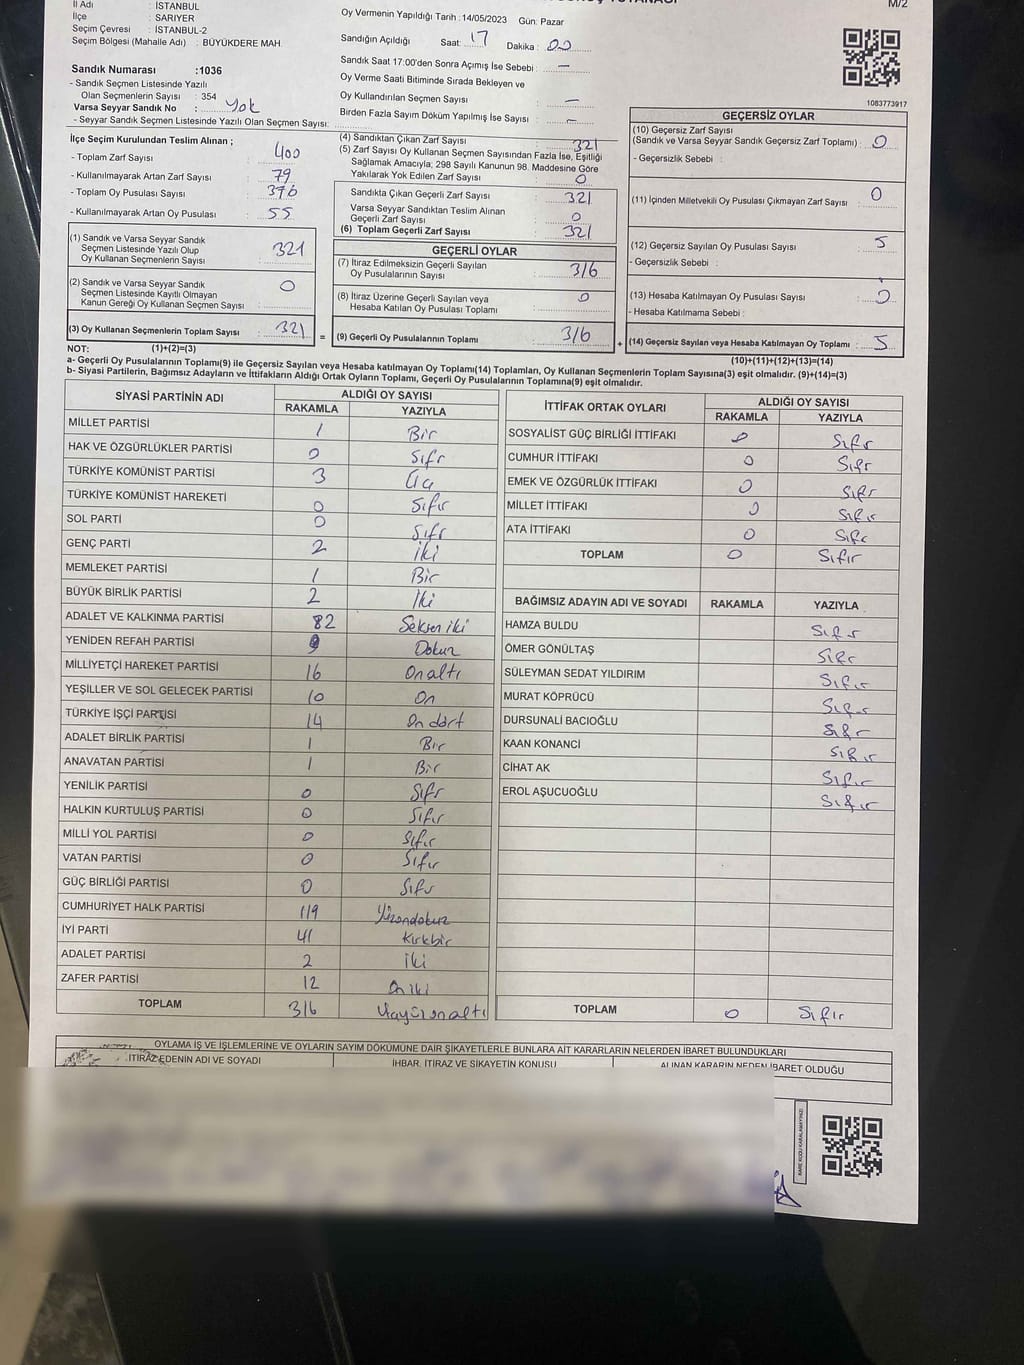 M/2
İl Adı : İSTANBUL
İlçe : SARIYER
Seçim Çevresi : İSTANBUL-2
Seçim Bölgesi (Mahalle Adı) : BÜYÜKDERE MAH.
Oy Vermenin Yapıldığı Tarih : 14/05/2023 Gün: Pazar
Sandığın Açıldığı Saat: 17 Dakika : 00
Sandık Saat 17:00'den Sonra Açımış İse Sebebi : —
Oy Verme Saati Bitiminde Sırada Bekleyen ve
Oy Kullandırılan Seçmen Sayısı : —
Birden Fazla Sayım Döküm Yapılmış İse Sayısı : —
1083773917
Sandık Numarası :1036
- Sandık Seçmen Listesinde Yazılı
Olan Seçmenlerin Sayısı : 354
Varsa Seyyar Sandık No : Yok
- Seyyar Sandık Seçmen Listesinde Yazılı Olan Seçmen Sayısı:
İlçe Seçim Kurulundan Teslim Alınan ;
- Toplam Zarf Sayısı : 400
- Kullanılmayarak Artan Zarf Sayısı : 79
- Toplam Oy Pusulası Sayısı : 376
- Kullanılmayarak Artan Oy Pusulası : 55
(1) Sandık ve Varsa Seyyar Sandık
Seçmen Listesinde Yazılı Olup
Oy Kullanan Seçmenlerin Sayısı : 321
(2) Sandık ve Varsa Seyyar Sandık
Seçmen Listesinde Kayıtlı Olmayan
Kanun Gereği Oy Kullanan Seçmen Sayısı : 0
(3) Oy Kullanan Seçmenlerin Toplam Sayısı : 321
(4) Sandıktan Çıkan Zarf Sayısı : 321
(5) Zarf Sayısı Oy Kullanan Seçmen Sayısından Fazla İse, Eşitliği
Sağlamak Amacıyla; 298 Sayılı Kanunun 98. Maddesine Göre
Yakılarak Yok Edilen Zarf Sayısı : 0
Sandıkta Çıkan Geçerli Zarf Sayısı : 321
Varsa Seyyar Sandıktan Teslim Alınan
Geçerli Zarf Sayısı : 0
(6) Toplam Geçerli Zarf Sayısı : 321
GEÇERLİ OYLAR
(7) İtiraz Edilmeksizin Geçerli Sayılan
Oy Pusulalarının Sayısı : 316
(8) İtiraz Üzerine Geçerli Sayılan veya
Hesaba Katılan Oy Pusulası Toplamı : 0
= (9) Geçerli Oy Pusulalarının Toplamı : 316
GEÇERSİZ OYLAR
(10) Geçersiz Zarf Sayısı
(Sandık ve Varsa Seyyar Sandık Geçersiz Zarf Toplamı) : 0
- Geçersizlik Sebebi :
(11) İçinden Milletvekili Oy Pusulası Çıkmayan Zarf Sayısı : 0
(12) Geçersiz Sayılan Oy Pusulası Sayısı : 5
- Geçersizlik Sebebi :
(13) Hesaba Katılmayan Oy Pusulası Sayısı : 0
- Hesaba Katılmama Sebebi :
+ (14) Geçersiz Sayılan veya Hesaba Katılmayan Oy Toplamı : 5
NOT: (1)+(2)=(3) (10)+(11)+(12)+(13)=(14)
a- Geçerli Oy Pusulalarının Toplamı(9) ile Geçersiz Sayılan veya Hesaba katılmayan Oy Toplamı(14) Toplamları, Oy Kullanan Seçmenlerin Toplam Sayısına(3) eşit olmalıdır. (9)+(14)=(3)
b- Siyasi Partilerin, Bağımsız Adayların ve İttifakların Aldığı Ortak Oyların Toplamı, Geçerli Oy Pusulalarının Toplamına(9) eşit olmalıdır.
SİYASİ PARTİNİN ADI ALDIĞI OY SAYISI
RAKAMLA YAZIYLA
MİLLET PARTİSİ 1 Bir
HAK VE ÖZGÜRLÜKLER PARTİSİ 0 Sıfr
TÜRKİYE KOMÜNİST PARTİSİ 3 Üç
TÜRKİYE KOMÜNİST HAREKETİ 0 Sıfır
SOL PARTİ 0 Sıfr
GENÇ PARTİ 2 iki
MEMLEKET PARTİSİ 1 Bir
BÜYÜK BİRLİK PARTİSİ 2 İki
ADALET VE KALKINMA PARTİSİ 82 Seksen iki
YENİDEN REFAH PARTİSİ 9 Dokuz
MİLLİYETÇİ HAREKET PARTİSİ 16 On altı
YEŞİLLER VE SOL GELECEK PARTİSİ 10 On
TÜRKİYE İŞÇİ PARTİSİ 14 On dört
ADALET BİRLİK PARTİSİ 1 Bir
ANAVATAN PARTİSİ 1 Bir
YENİLİK PARTİSİ 0 Sıfr
HALKIN KURTULUŞ PARTİSİ 0 Sıfır
MİLLİ YOL PARTİSİ 0 Sıfır
VATAN PARTİSİ 0 Sıfır
GÜÇ BİRLİĞİ PARTİSİ 0 Sıfr
CUMHURİYET HALK PARTİSİ 119 Yüzondokuz
İYİ PARTİ 41 Kırkbir
ADALET PARTİSİ 2 İki
ZAFER PARTİSİ 12 On iki
TOPLAM 316 Üçyüzonaltı
İTTİFAK ORTAK OYLARI ALDIĞI OY SAYISI
RAKAMLA YAZIYLA
SOSYALİST GÜÇ BİRLİĞİ İTTİFAKI 0 Sıfr
CUMHUR İTTİFAKI 0 Sıfr
EMEK VE ÖZGÜRLÜK İTTİFAKI 0 Sıfr
MİLLET İTTİFAKI 0 Sıfır
ATA İTTİFAKI 0 Sıfr
TOPLAM 0 Sıfır
BAĞIMSIZ ADAYIN ADI VE SOYADI RAKAMLA YAZIYLA
HAMZA BULDU Sıfır
ÖMER GÖNÜLTAŞ Sıfr
SÜLEYMAN SEDAT YILDIRIM Sıfır
MURAT KÖPRÜCÜ Sıfır
DURSUNALİ BACIOĞLU Sıfr
KAAN KONANCİ Sıfır
CİHAT AK Sıfır
EROL AŞUCUOĞLU Sıfır
TOPLAM 0 Sıfır
OYLAMA İŞ VE İŞLEMLERİNE VE OYLARIN SAYIM DÖKÜMÜNE DAİR ŞİKAYETLERLE BUNLARA AİT KARARLARIN NELERDEN İBARET BULUNDUKLARI
İTİRAZ EDENİN ADI VE SOYADI İHBAR, İTİRAZ VE ŞİKAYETİN KONUSU ALINAN KARARIN NEDEN İBARET OLDUĞU